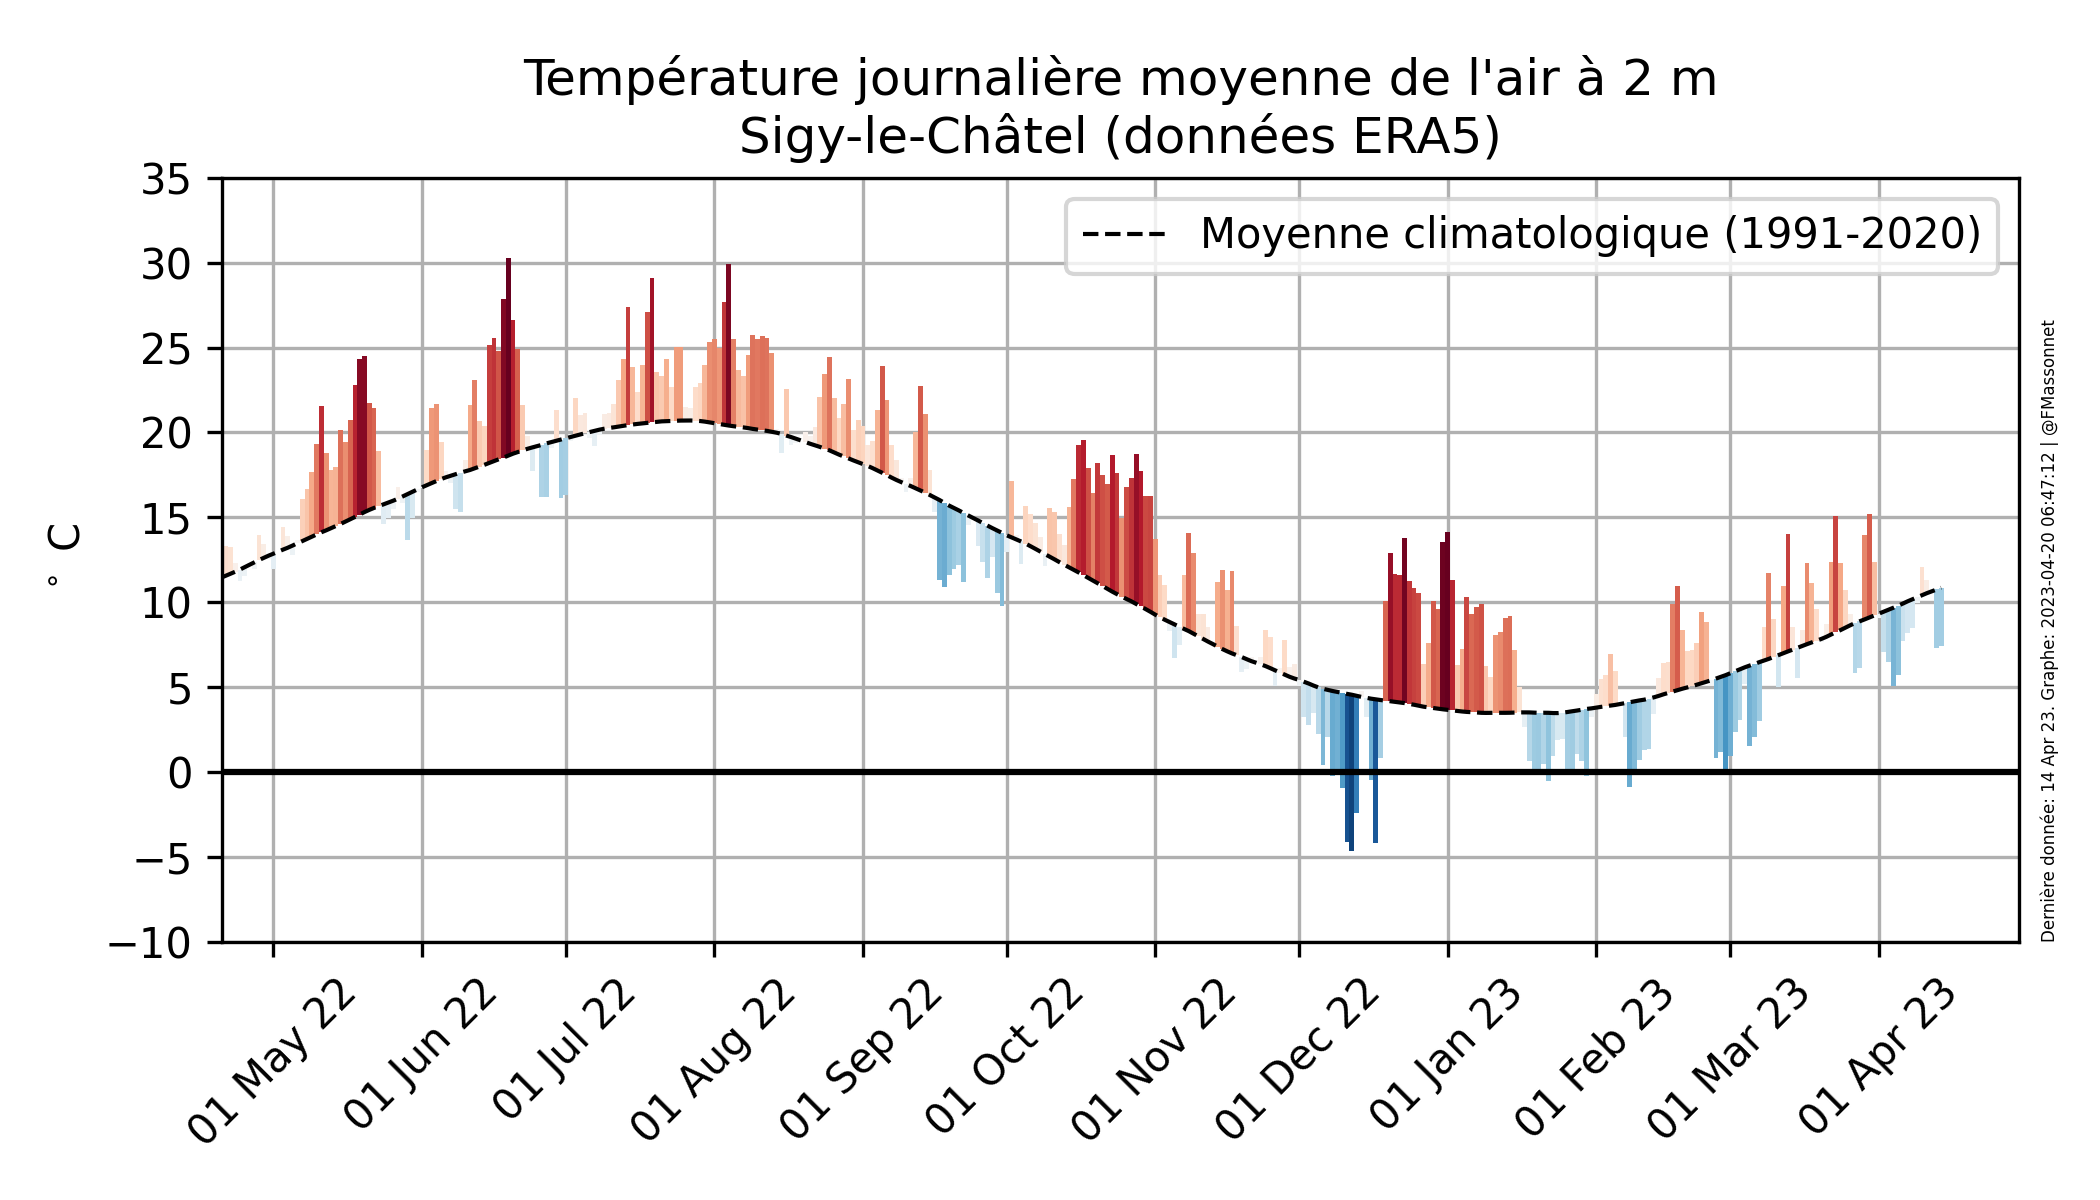 Température journalière moyenne de l'air à 2 m
Sigy-le-Châtel (données ERA5)
Moyenne climatologique (1991-2020)
35
30
25
20
15
10
5
0
−5
−10
° C
01 May 22
01 Jun 22
01 Jul 22
01 Aug 22
01 Sep 22
01 Oct 22
01 Nov 22
01 Dec 22
01 Jan 23
01 Feb 23
01 Mar 23
01 Apr 23
Dernière donnée: 14 Apr 23. Graphe: 2023-04-20 06:47:12 | @FMassonnet